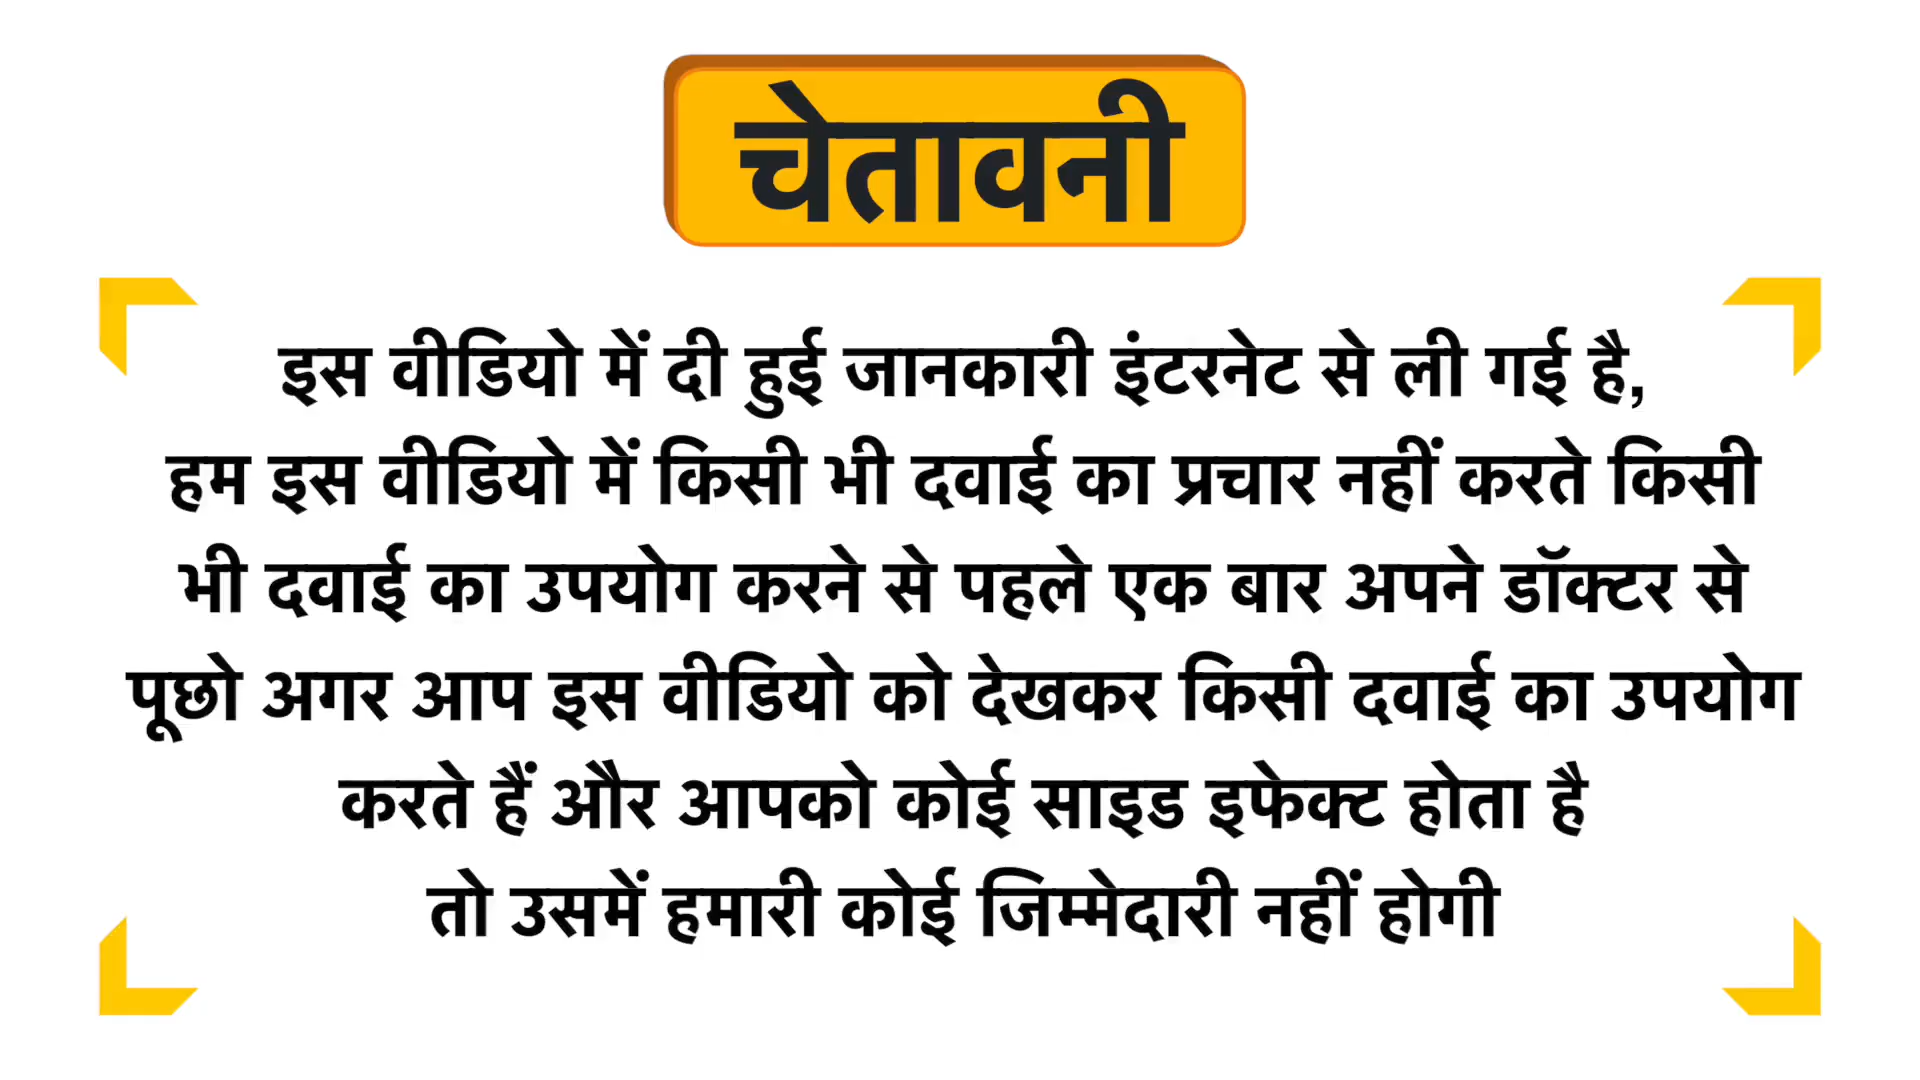 चेतावनी
इस वीडियो में दी हुई जानकारी इंटरनेट से ली गई है,
हम इस वीडियो में किसी भी दवाई का प्रचार नहीं करते किसी
भी दवाई का उपयोग करने से पहले एक बार अपने डॉक्टर से
पूछो अगर आप इस वीडियो को देखकर किसी दवाई का उपयोग
करते हैं और आपको कोई साइड इफेक्ट होता है
तो उसमें हमारी कोई जिम्मेदारी नहीं होगी